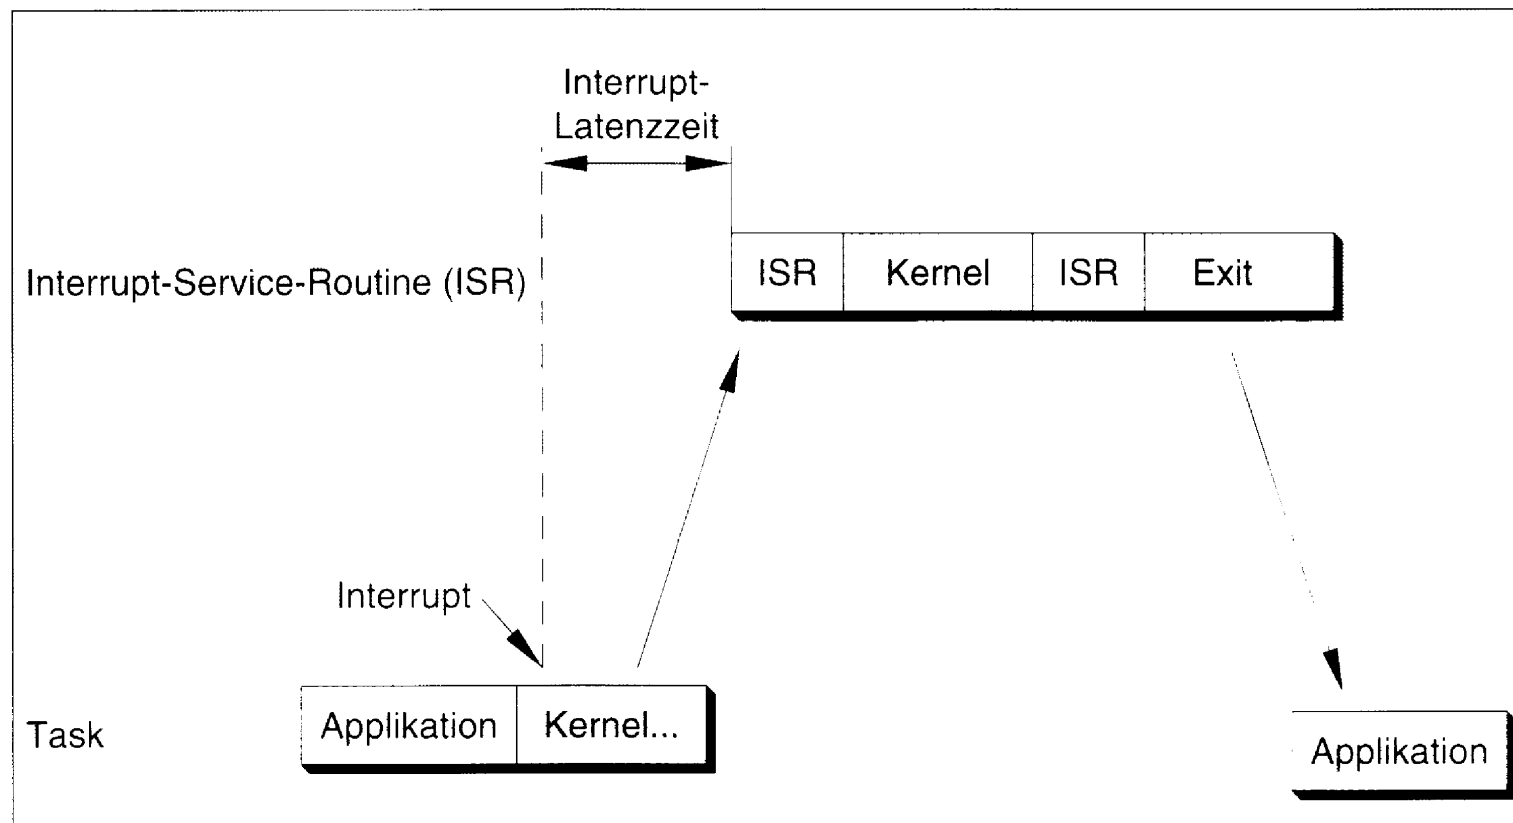 Interrupt-
Latenzzeit
Interrupt-Service-Routine (ISR)
ISR
Kernel
ISR
Exit
Interrupt
Task
Applikation
Kernel...
Applikation